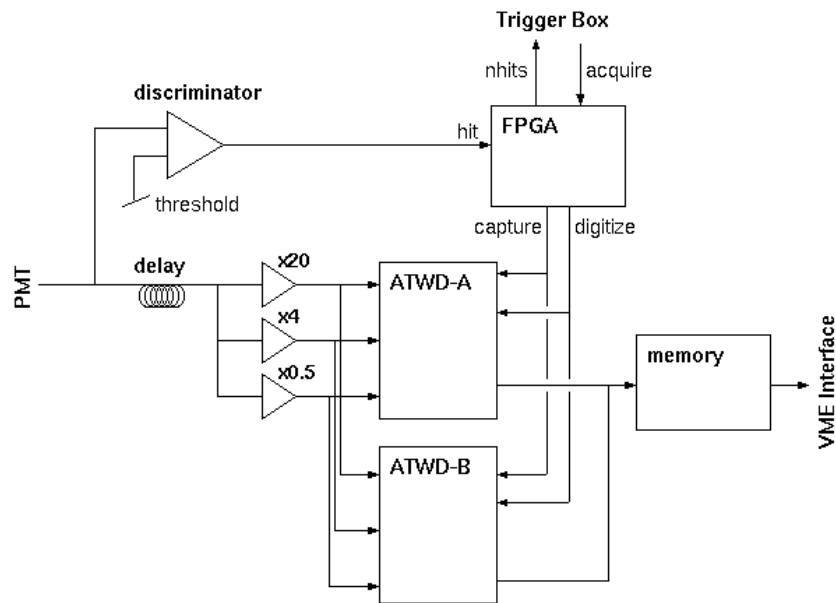 Trigger Box
nhits
acquire
discriminator
hit
FPGA
threshold
capture
digitize
PMT
delay
x20
ATWD-A
x4
memory
x0.5
VME Interface
ATWD-B